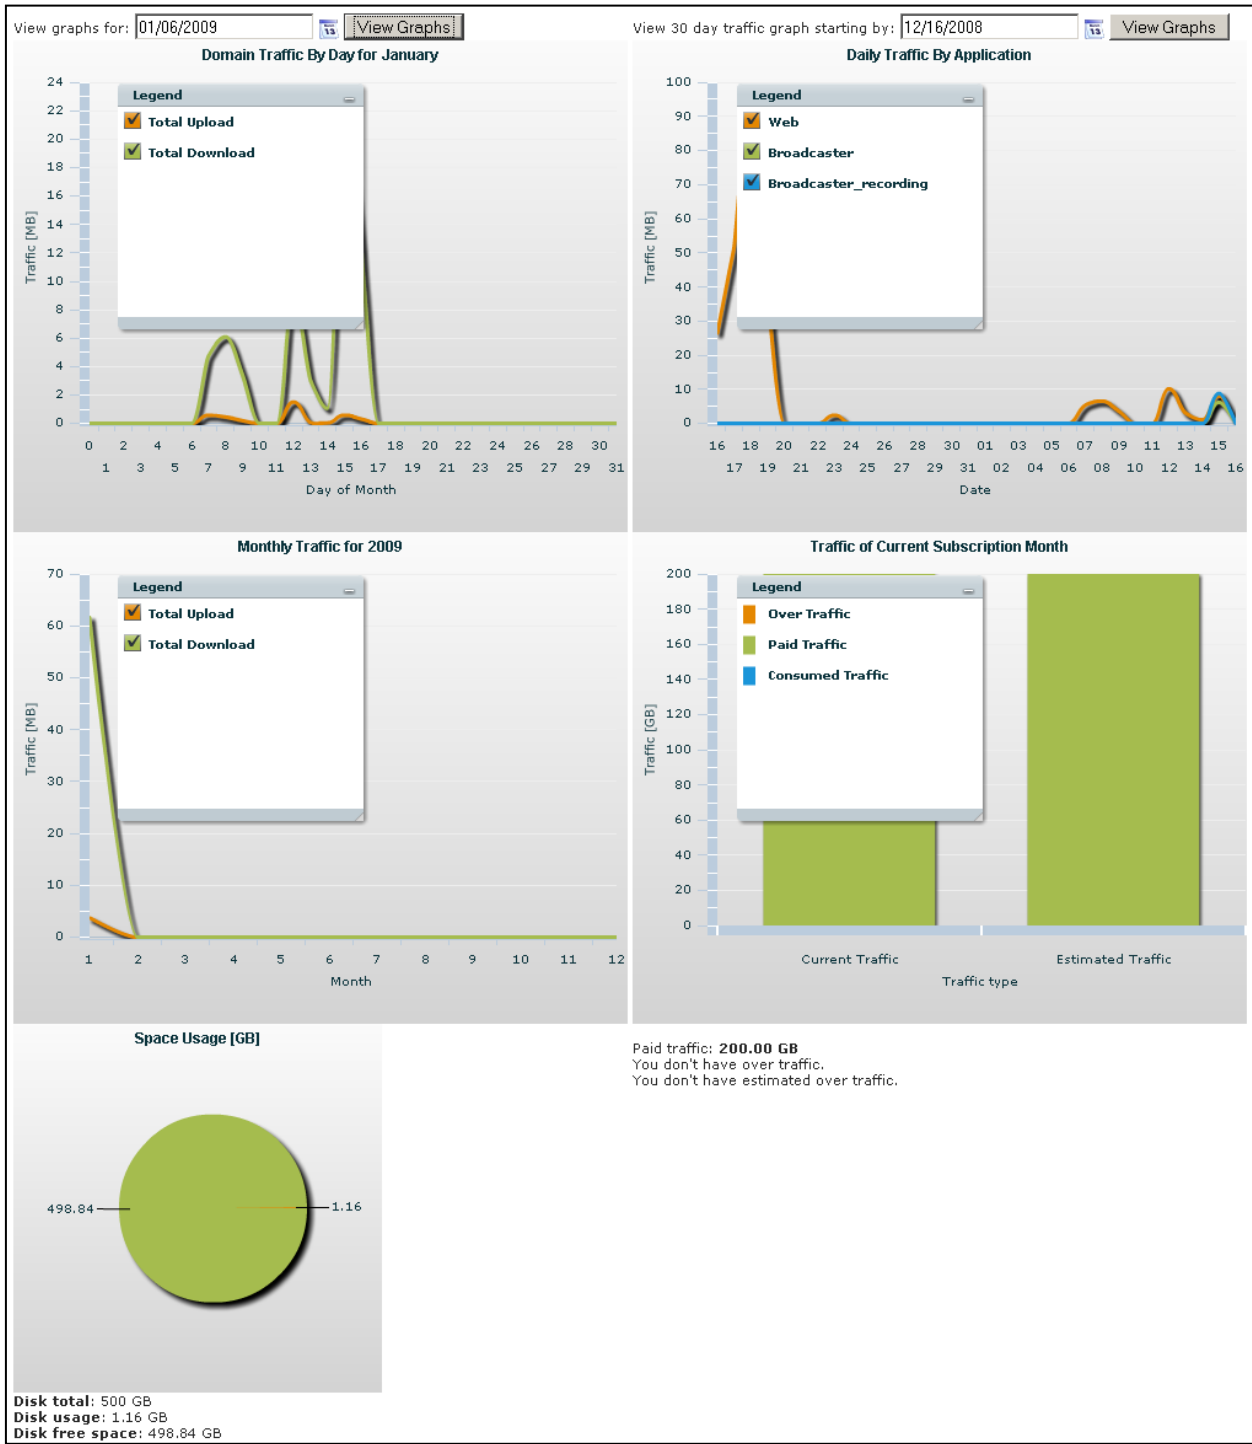 View graphs for: 01/06/2009 13 View Graphs
View 30 day traffic graph starting by: 12/16/2008 13 View Graphs
Domain Traffic By Day for January
Legend
Total Upload
Total Download
Traffic [MB]
24
22
20
18
16
14
12
10
8
6
4
2
0
0 2 4 6 8 10 12 14 16 18 20 22 24 26 28 30
1 3 5 7 9 11 13 15 17 19 21 23 25 27 29 31
Day of Month
Daily Traffic By Application
Legend
Web
Broadcaster
Broadcaster_recording
Traffic [MB]
100
90
80
70
60
50
40
30
20
10
0
16 18 20 22 24 26 28 30 01 03 05 07 09 11 13 15
17 19 21 23 25 27 29 31 02 04 06 08 10 12 14 16
Date
Monthly Traffic for 2009
Legend
Total Upload
Total Download
Traffic [MB]
70
60
50
40
30
20
10
0
1 2 3 4 5 6 7 8 9 10 11 12
Month
Traffic of Current Subscription Month
Legend
Over Traffic
Paid Traffic
Consumed Traffic
Traffic [GB]
200
180
160
140
120
100
80
60
40
20
0
Current Traffic Estimated Traffic
Traffic type
Space Usage [GB]
498.84 1.16
Disk total: 500 GB
Disk usage: 1.16 GB
Disk free space: 498.84 GB
Paid traffic: 200.00 GB
You don't have over traffic.
You don't have estimated over traffic.